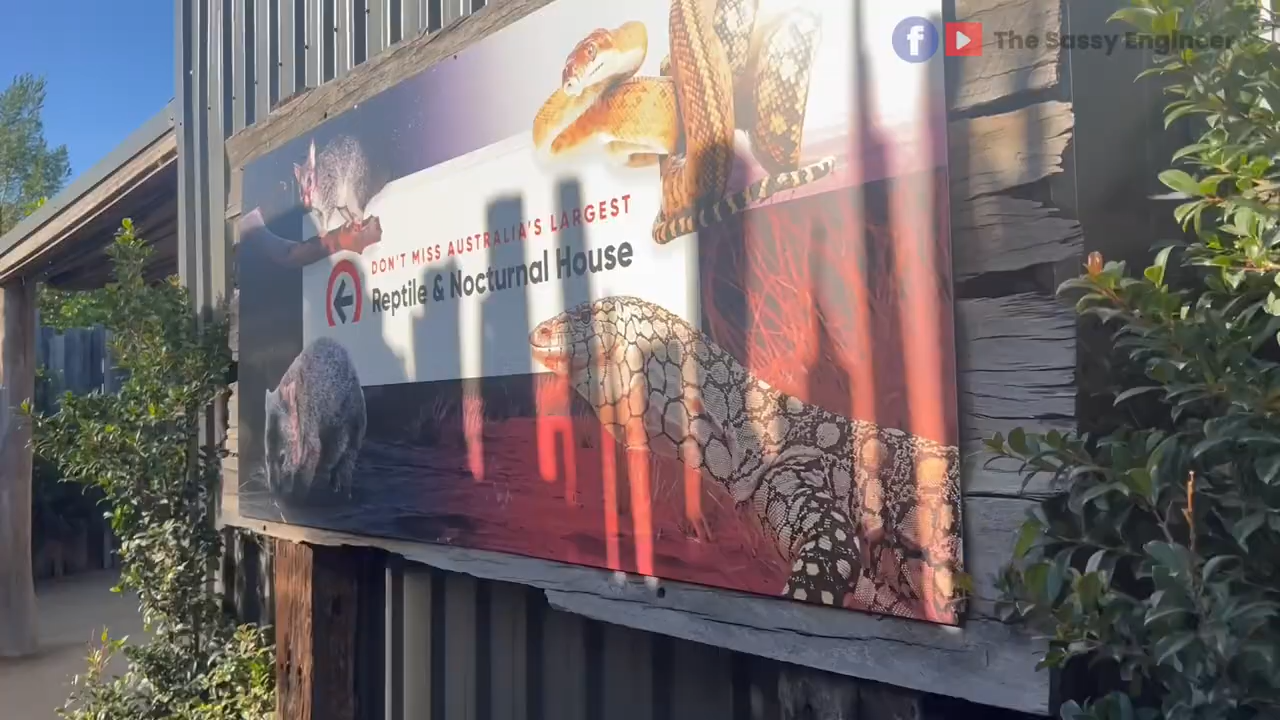 The Sassy Engineer
DON'T MISS AUSTRALIA'S LARGEST
Reptile & Nocturnal House